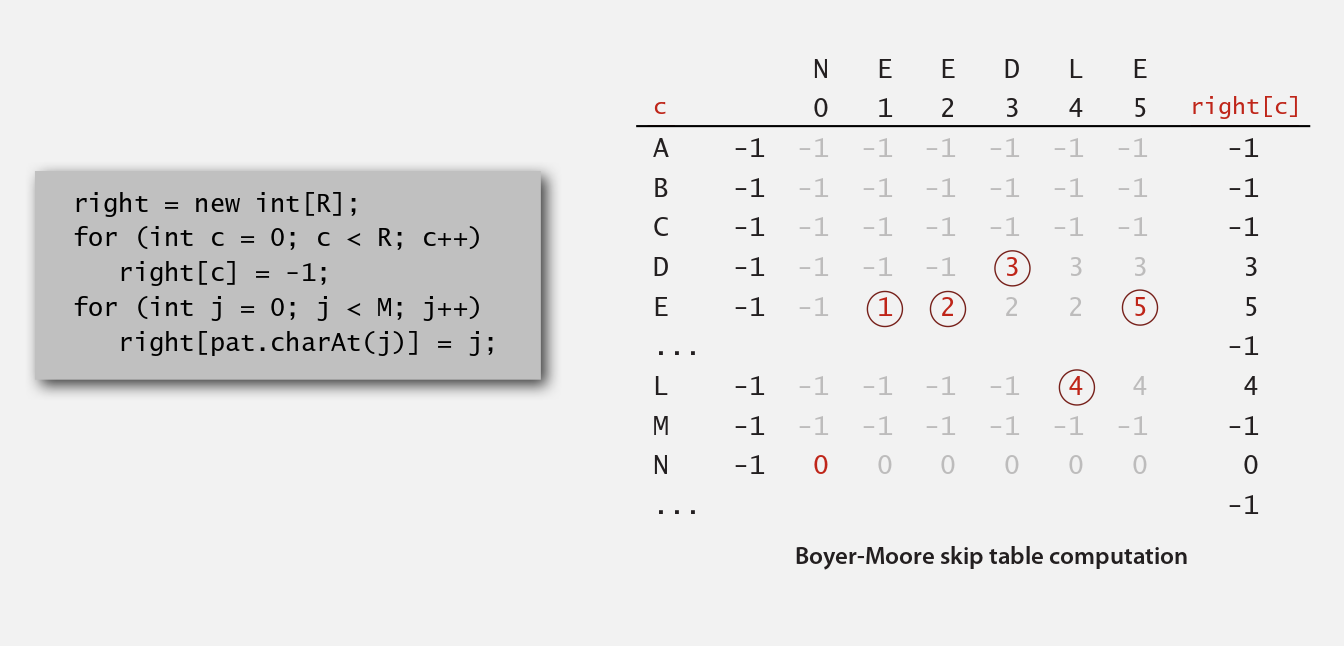 right = new int[R];
for (int c = 0; c < R; c++)
   right[c] = -1;
for (int j = 0; j < M; j++)
   right[pat.charAt(j)] = j;
N E E D L E
c 0 1 2 3 4 5 right[c]
A -1 -1 -1 -1 -1 -1 -1 -1
B -1 -1 -1 -1 -1 -1 -1 -1
C -1 -1 -1 -1 -1 -1 -1 -1
D -1 -1 -1 -1 3 3 3 3
E -1 -1 1 2 2 2 5 5
... -1
L -1 -1 -1 -1 -1 4 4 4
M -1 -1 -1 -1 -1 -1 -1 -1
N -1 0 0 0 0 0 0 0
... -1
Boyer-Moore skip table computation